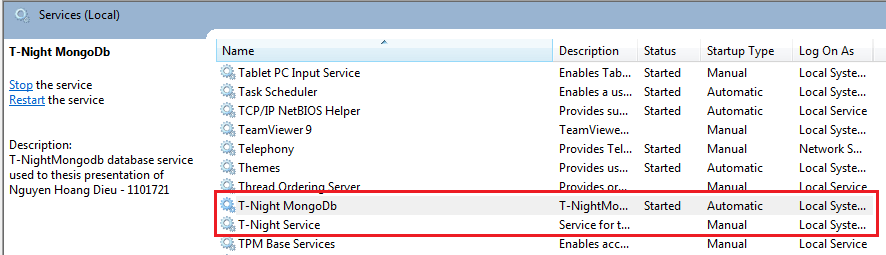 Services (Local)
T-Night MongoDb
Stop the service
Restart the service
Description:
T-NightMongodb database service
used to thesis presentation of
Nguyen Hoang Dieu - 1101721
Name Description Status Startup Type Log On As
Tablet PC Input Service Enables Tab... Started Manual Local Syste...
Task Scheduler Enables a us... Started Automatic Local Syste...
TCP/IP NetBIOS Helper Provides su... Started Automatic Local Service
TeamViewer 9 TeamViewe... Manual Local Syste...
Telephony Provides Tel... Started Manual Network S...
Themes Provides us... Started Automatic Local Syste...
Thread Ordering Server Provides or... Manual Local Service
T-Night MongoDb T-NightMo... Started Automatic Local Syste...
T-Night Service Service for t... Manual Local Syste...
TPM Base Services Enables acc... Manual Local Service